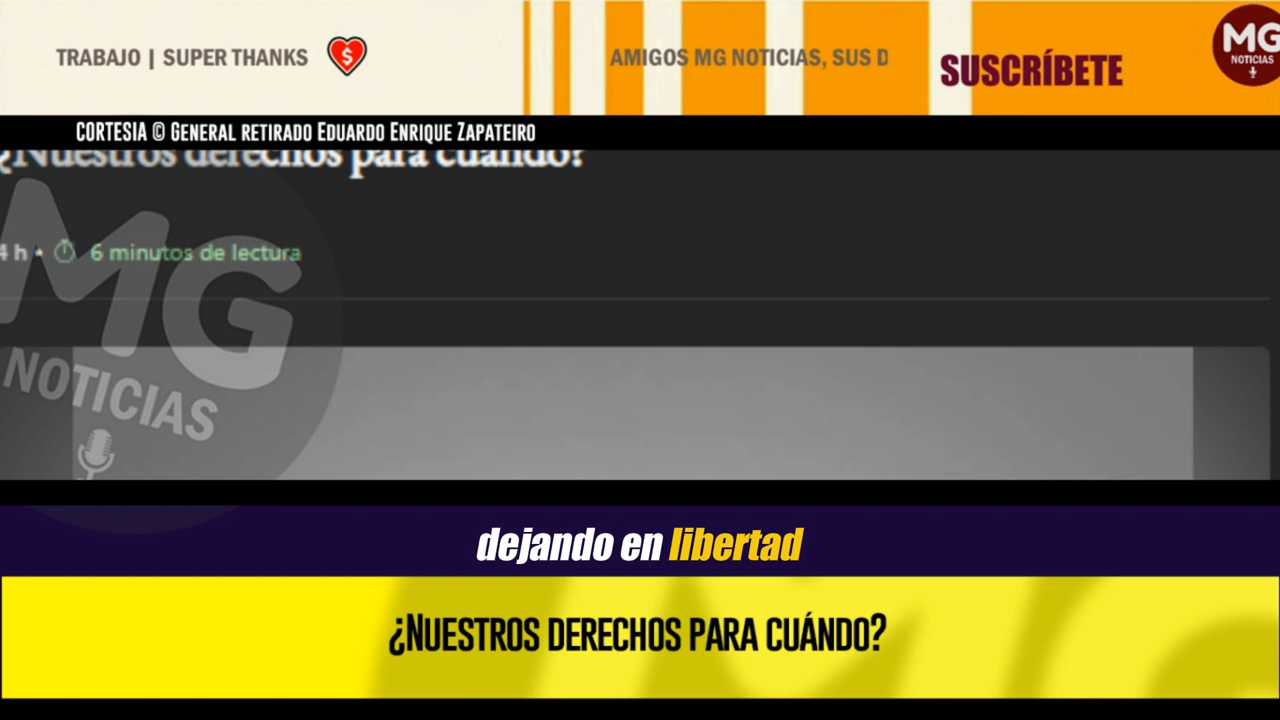 TRABAJO | SUPER THANKS
AMIGOS MG NOTICIAS, SUS D
SUSCRÍBETE
MG
NOTICIAS
CORTESIA © GENERAL RETIRADO EDUARDO ENRIQUE ZAPATEIRO
¿Nuestros derechos para cuándo?
4 h • 6 minutos de lectura
MG
NOTICIAS
dejando en libertad
¿NUESTROS DERECHOS PARA CUÁNDO?